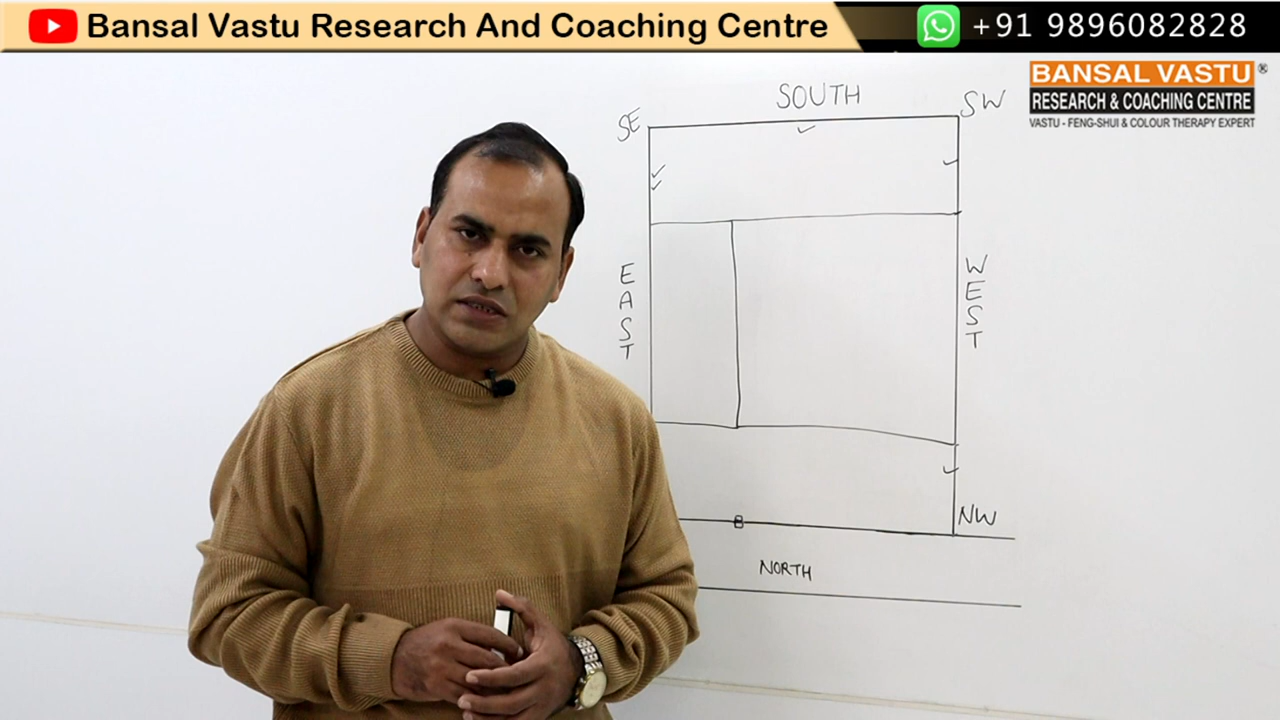 Bansal Vastu Research And Coaching Centre
+91 9896082828
BANSAL VASTU®
RESEARCH & COACHING CENTRE
VASTU - FENG-SHUI & COLOUR THERAPY EXPERT
SOUTH
SE
SW
EAST
WEST
NW
NORTH